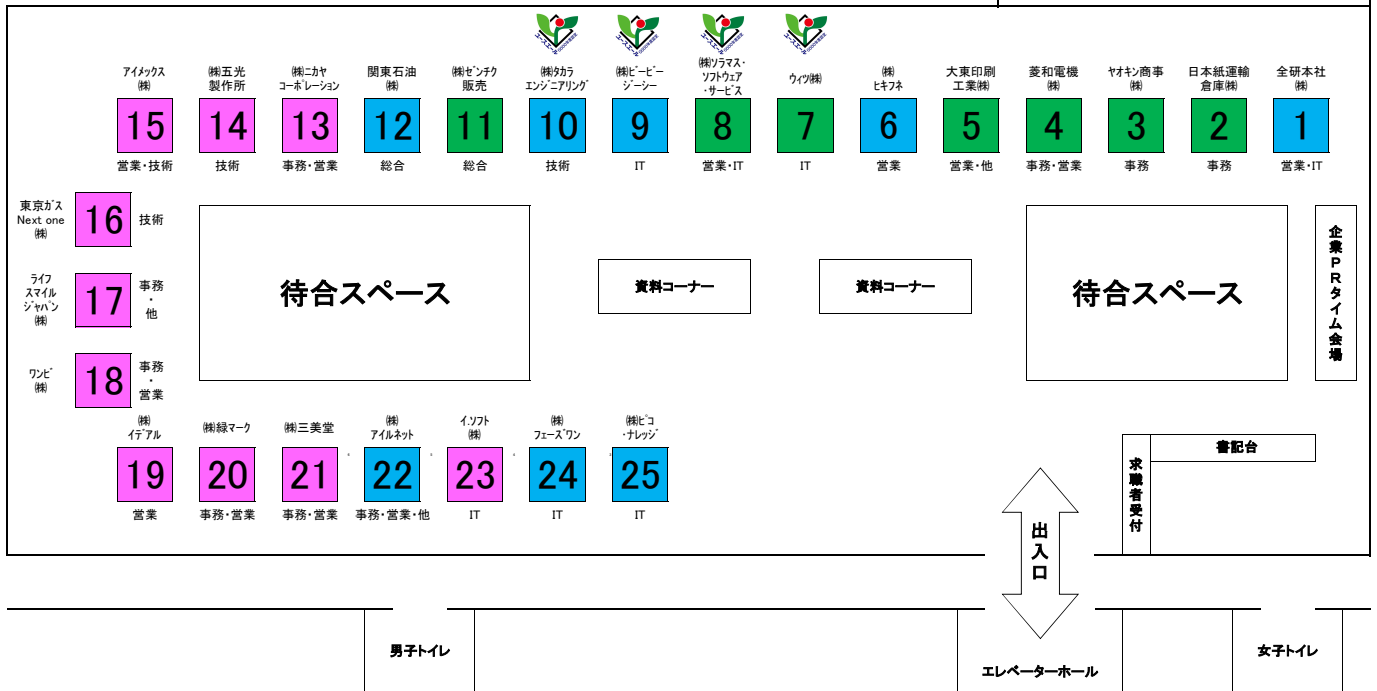 アイメックス
㈱
15
営業・技術
㈱五光
製作所
14
技術
㈱ニカヤ
コーポレーション
13
事務・営業
関東石油
㈱
12
総合
㈱ゼンチク
販売
11
総合
㈱タカラ
エンジニアリング
10
技術
㈱ビービー
シーシー
9
IT
㈱ソラマス・
ソフトウェア
・サービス
8
営業・IT
ウィツ㈱
7
IT
㈱
ヒキフネ
6
営業
大東印刷
工業㈱
5
営業・他
菱和電機
㈱
4
事務・営業
ヤオキン商事
㈱
3
事務
日本紙運輸
倉庫㈱
2
事務
全研本社
㈱
1
営業・IT
東京ガス
Next one
㈱
16
技術
ライフ
スマイル
ジャパン
㈱
17
事務
・
他
ワンビ
㈱
18
事務
・
営業
待合スペース
資料コーナー
資料コーナー
待合スペース
企業PRタイム会場
㈱
イデアル
19
営業
㈱緑マーク
20
事務・営業
㈱三美堂
21
事務・営業
㈱
アイルネット
22
事務・営業・他
イ.ソフト
㈱
23
IT
㈱
フェーズワン
24
IT
㈱ピコ
・ナレッジ
25
IT
出入口
求職者受付
書記台
男子トイレ
エレベーターホール
女子トイレ